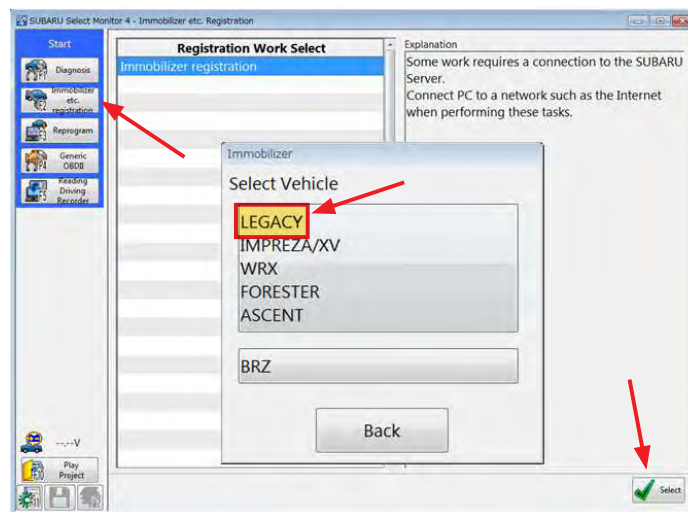 SUBARU Select Monitor 4 - Immobilizer etc. Registration
Start
Diagnosis
Immobilizer
etc.
registration
Reprogram
Generic
OBDII
Reading
Driving
Recorder
--.--V
Play
Project
Registration Work Select
Immobilizer registration
Explanation
Some work requires a connection to the SUBARU
Server.
Connect PC to a network such as the Internet
when performing these tasks.
Immobilizer
Select Vehicle
LEGACY
IMPREZA/XV
WRX
FORESTER
ASCENT
BRZ
Back
Select